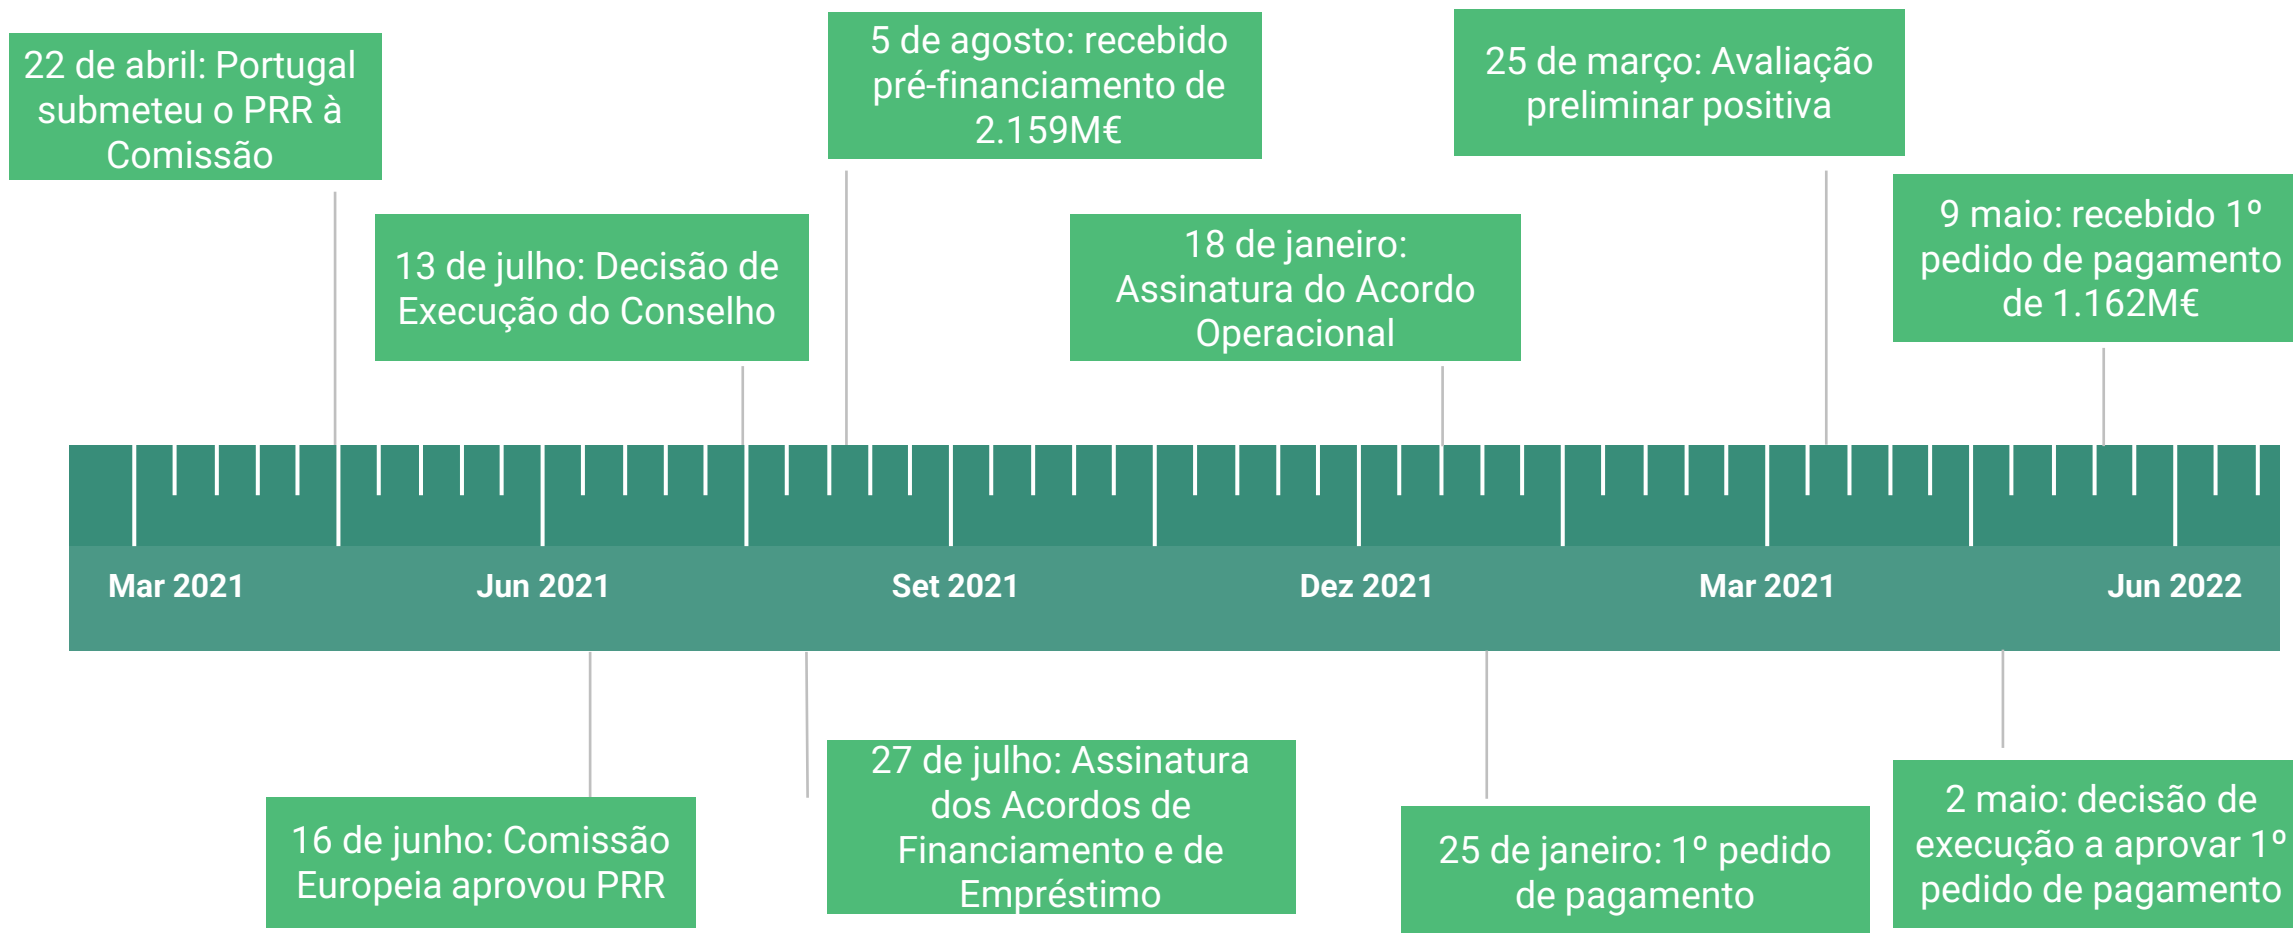 22 de abril: Portugal
submeteu o PRR à
Comissão
13 de julho: Decisão de
Execução do Conselho
5 de agosto: recebido
pré-financiamento de
2.159M€
18 de janeiro:
Assinatura do Acordo
Operacional
25 de março: Avaliação
preliminar positiva
9 maio: recebido 1º
pedido de pagamento
de 1.162M€
Mar 2021
Jun 2021
Set 2021
Dez 2021
Mar 2021
Jun 2022
16 de junho: Comissão
Europeia aprovou PRR
27 de julho: Assinatura
dos Acordos de
Financiamento e de
Empréstimo
25 de janeiro: 1º pedido
de pagamento
2 maio: decisão de
execução a aprovar 1º
pedido de pagamento